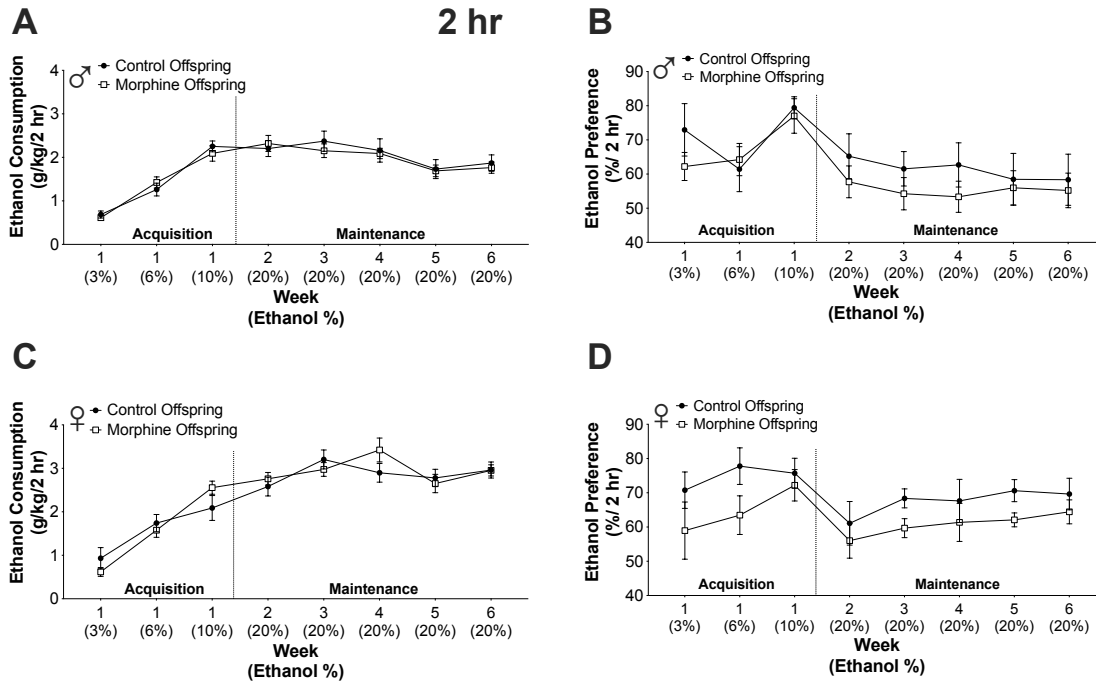 A
2 hr
♂
Control Offspring
Morphine Offspring
Ethanol Consumption
(g/kg/2 hr)
4
3
2
1
0
Acquisition
Maintenance
1 1 1 2 3 4 5 6
(3%) (6%) (10%) (20%) (20%) (20%) (20%) (20%)
Week
(Ethanol %)
B
♂
Control Offspring
Morphine Offspring
Ethanol Preference
(%/ 2 hr)
90
80
70
60
50
40
Acquisition
Maintenance
1 1 1 2 3 4 5 6
(3%) (6%) (10%) (20%) (20%) (20%) (20%) (20%)
Week
(Ethanol %)
C
♀
Control Offspring
Morphine Offspring
Ethanol Consumption
(g/kg/2 hr)
4
3
2
1
0
Acquisition
Maintenance
1 1 1 2 3 4 5 6
(3%) (6%) (10%) (20%) (20%) (20%) (20%) (20%)
Week
(Ethanol %)
D
♀
Control Offspring
Morphine Offspring
Ethanol Preference
(%/ 2 hr)
90
80
70
60
50
40
Acquisition
Maintenance
1 1 1 2 3 4 5 6
(3%) (6%) (10%) (20%) (20%) (20%) (20%) (20%)
Week
(Ethanol %)